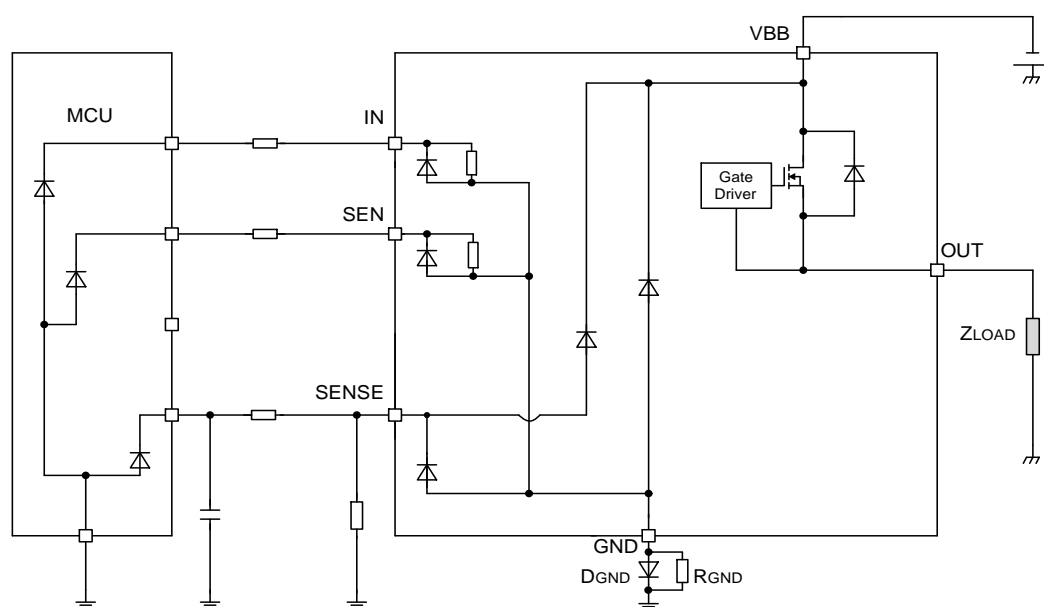 VBB
MCU
IN
Gate
Driver
SEN
OUT
ZLOAD
SENSE
GND
DGND
RGND